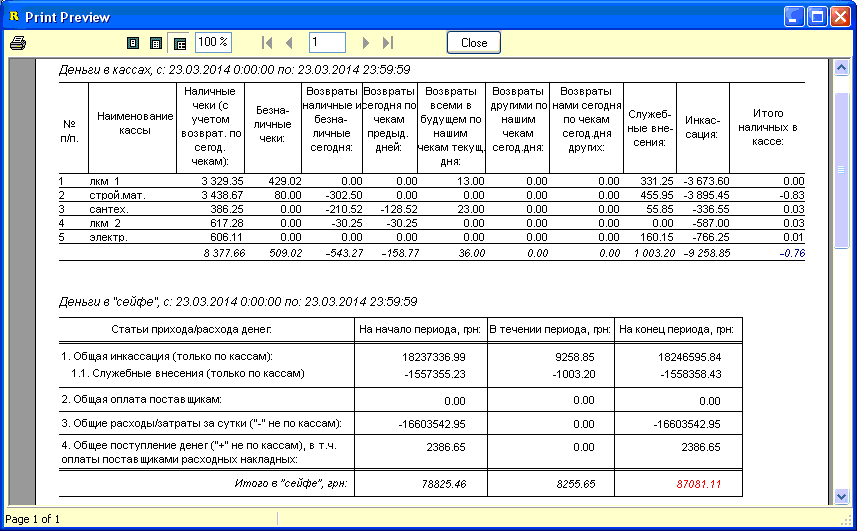 Print Preview
100 %
1
Close
Деньги в кассах, с: 23.03.2014 0:00:00 по: 23.03.2014 23:59:59
№ п/п. Наименование кассы Наличные чеки (с учетом возврат. по сегод. чекам): Безна-личные чеки: Возвраты наличные и безна-личные сегодня: Возвраты сегодня по чекам предыд. дней: Возвраты всеми в будущем по нашим чекам текущ. дня: Возвраты другими по нашим чекам сегод.дня: Возвраты нами сегодня по чекам сегод.дня других: Служеб-ные вне-сения: Инкас-сация: Итого наличных в кассе:
1 лкм 1 3 329.35 429.02 0.00 0.00 13.00 0.00 0.00 331.25 -3 673.60 0.00
2 строй.мат. 3 438.67 80.00 -302.50 0.00 0.00 0.00 0.00 455.95 -3 895.45 -0.83
3 сантех. 386.25 0.00 -210.52 -128.52 23.00 0.00 0.00 55.85 -336.55 0.03
4 лкм 2 617.28 0.00 -30.25 -30.25 0.00 0.00 0.00 0.00 -587.00 0.03
5 электр. 606.11 0.00 0.00 0.00 0.00 0.00 0.00 160.15 -766.25 0.01
8 377.66 509.02 -543.27 -158.77 36.00 0.00 0.00 1 003.20 -9 258.85 -0.76
Деньги в "сейфе", с: 23.03.2014 0:00:00 по: 23.03.2014 23:59:59
Статьи прихода/расхода денег: На начало периода, грн: В течении периода, грн: На конец периода, грн:
1. Общая инкассация (только по кассам): 18237336.99 9258.85 18246595.84
1.1. Служебные внесения (только по кассам) -1557355.23 -1003.20 -1558358.43
2. Общая оплата поставщикам: 0.00 0.00 0.00
3. Общие расходы/затраты за сутки ("-" не по кассам): -16603542.95 0.00 -16603542.95
4. Общее поступление денег ("+" не по кассам), в т.ч. 2386.65 0.00 2386.65
оплаты поставщиками расходных накладных:
Итого в "сейфе", грн: 78825.46 8255.65 87081.11
Page 1 of 1